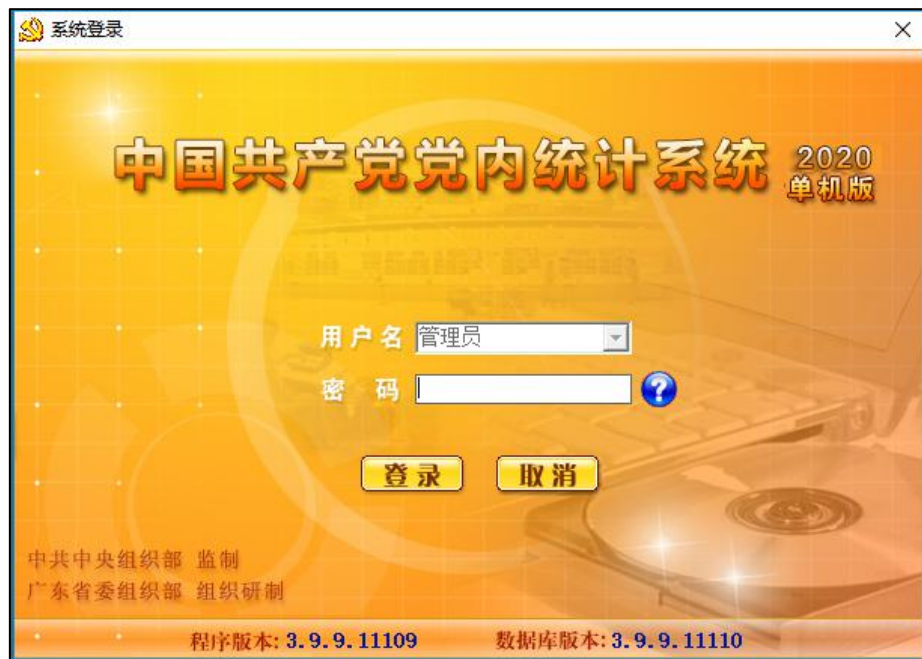 系统登录
中国共产党党内统计系统 2020
单机版
用户名 管理员
密 码
?
登录 取消
中共中央组织部 监制
广东省委组织部 组织研制
程序版本: 3.9.9.11109 数据库版本: 3.9.9.11110